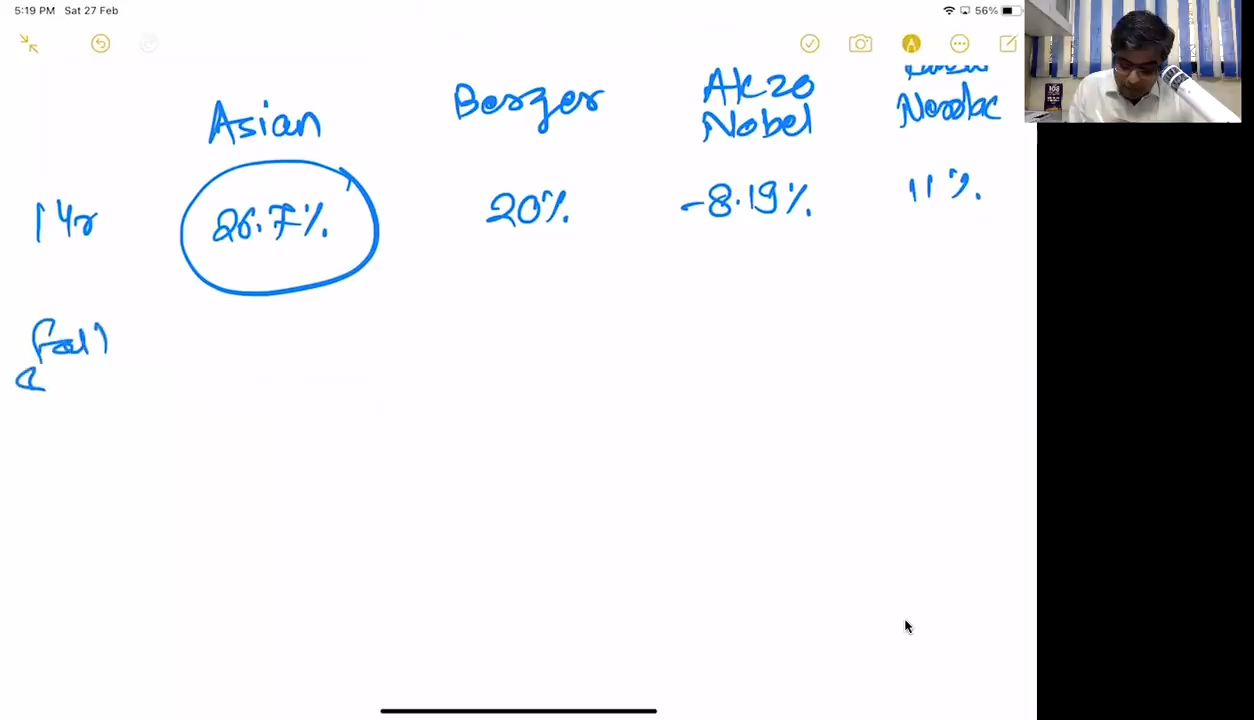 5:19 PM Sat 27 Feb 56%
Asian Berger Akzo Nobel
1 Yr 26.7% 20% -8.19% 11%
fall